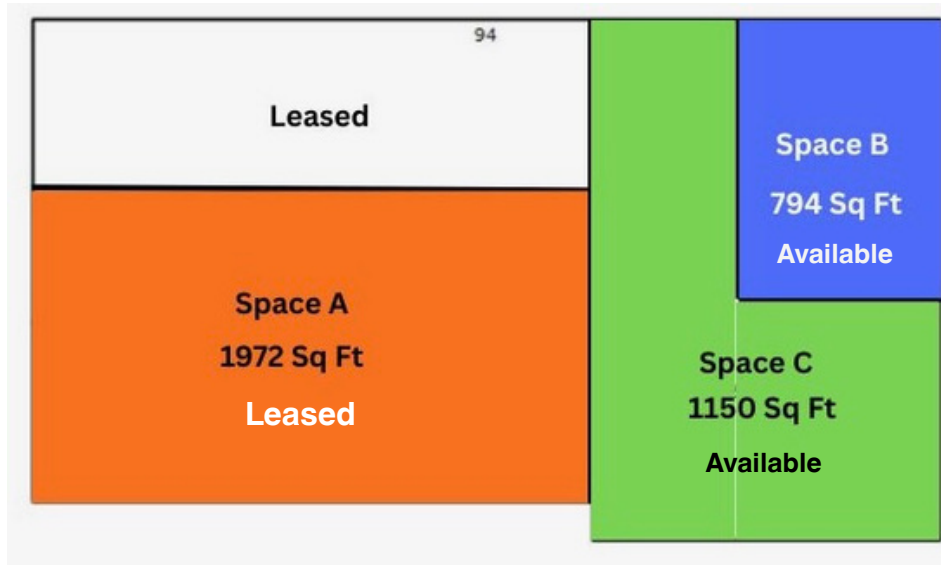 94
Leased
Space A
1972 Sq Ft
Leased
Space B
794 Sq Ft
Available
Space C
1150 Sq Ft
Available